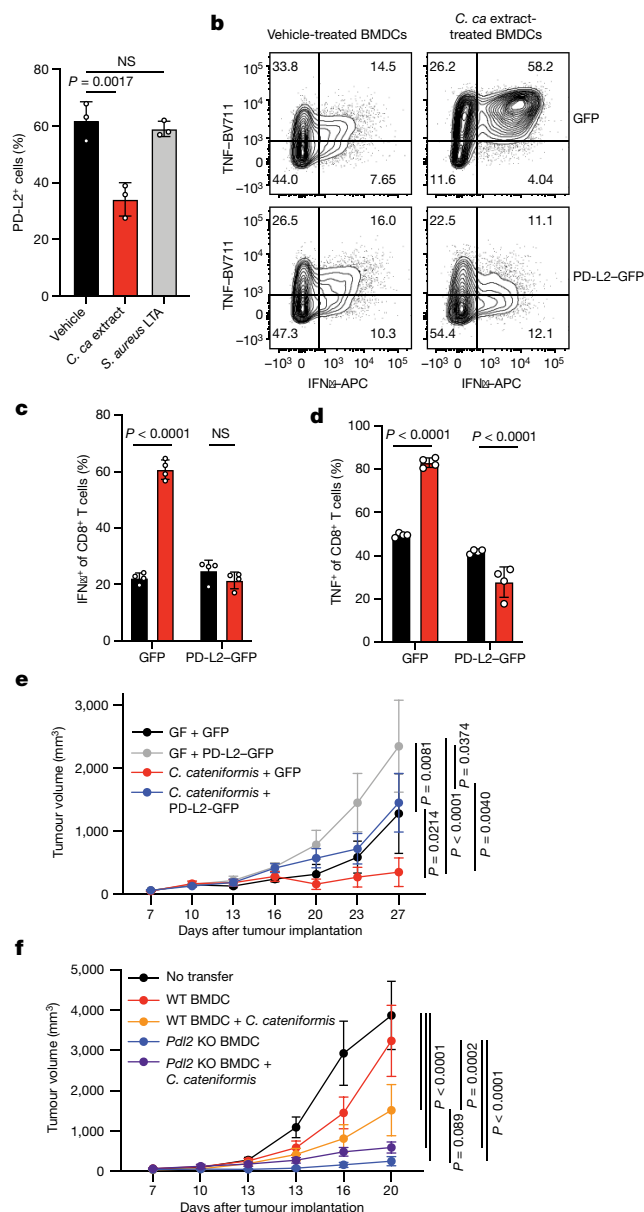 b
Vehicle-treated BMDCs
C. ca extract-
treated BMDCs
NS
P = 0.0017
80
60
40
20
0
PD-L2⁺ cells (%)
Vehicle
C. ca extract
S. aureus LTA
33.8 14.5
44.0 7.65
26.2 58.2
11.6 4.04
GFP
26.5 16.0
47.3 10.3
22.5 11.1
54.4 12.1
PD-L2–GFP
10⁵
10⁴
10³
0
−10³
TNF–BV711
10⁵
10⁴
10³
0
−10³
TNF–BV711
−10³ 0 10³ 10⁴ 10⁵
−10³ 0 10³ 10⁴ 10⁵
IFN–APC
c
P < 0.0001
NS
80
60
40
20
0
IFN⁺ of CD8⁺ T cells (%)
GFP PD-L2–GFP
d
P < 0.0001
P < 0.0001
100
80
60
40
20
0
TNF⁺ of CD8⁺ T cells (%)
GFP PD-L2–GFP
e
3,000
2,000
1,000
0
Tumour volume (mm³)
GF + GFP
GF + PD-L2–GFP
C. cateniformis + GFP
C. cateniformis +
PD-L2-GFP
P = 0.0081
P = 0.0214
P < 0.0001
P = 0.0374
P = 0.0040
7 10 13 16 20 23 27
Days after tumour implantation
f
5,000
4,000
3,000
2,000
1,000
0
Tumour volume (mm³)
No transfer
WT BMDC
WT BMDC + C. cateniformis
Pdl2 KO BMDC
Pdl2 KO BMDC +
C. cateniformis
P < 0.0001
P = 0.089
P = 0.0002
P < 0.0001
7 10 13 13 16 20
Days after tumour implantation